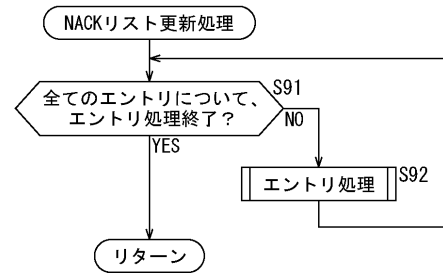 NACKリスト更新処理
S91
全てのエントリについて、
エントリ処理終了？
NO
YES
エントリ処理
S92
リターン